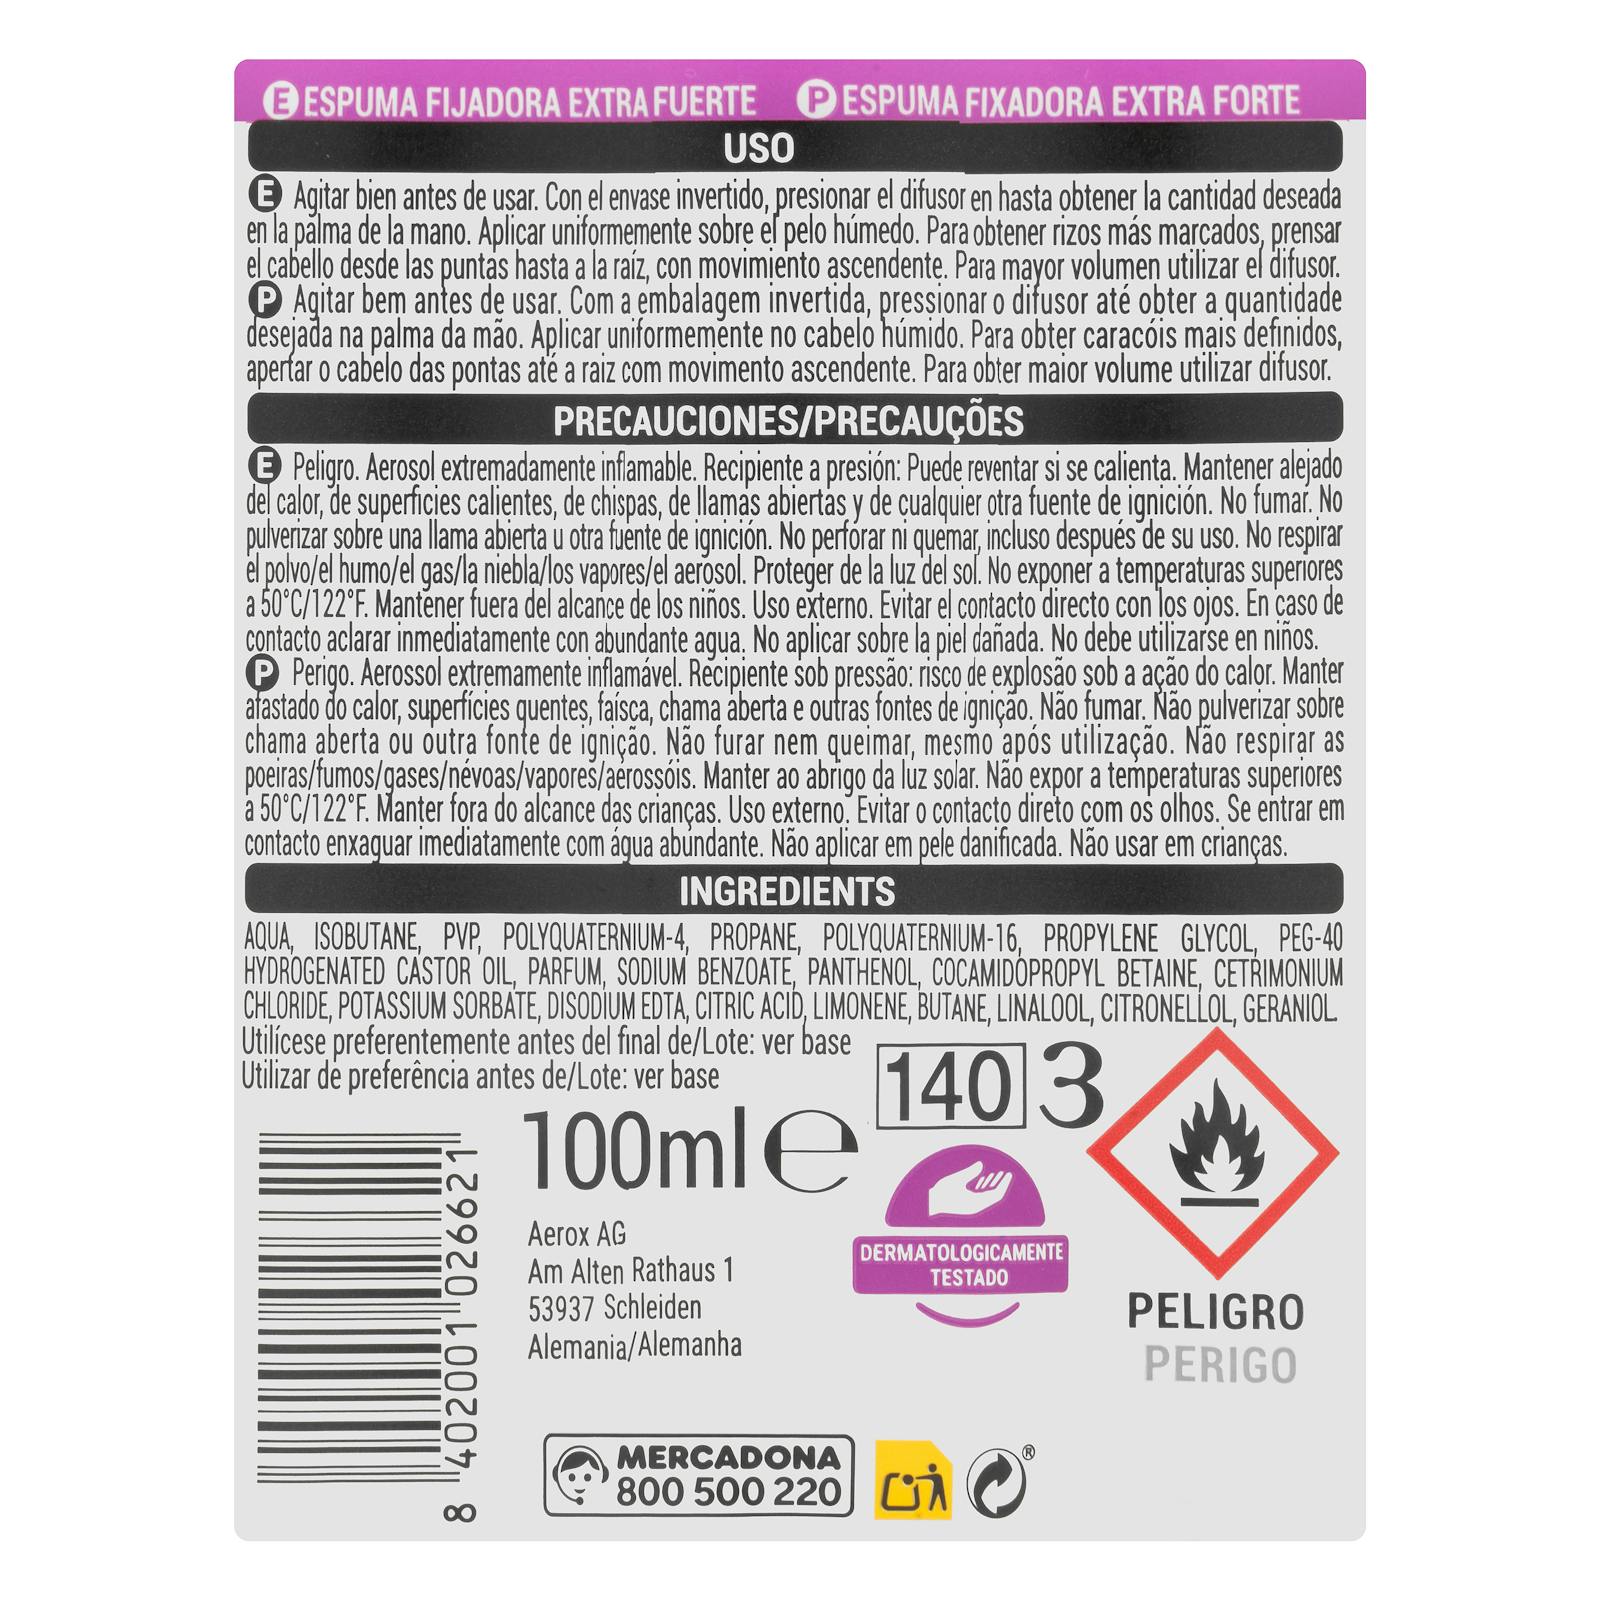 E ESPUMA FIJADORA EXTRA FUERTE P ESPUMA FIXADORA EXTRA FORTE
USO
E Agitar bien antes de usar. Con el envase invertido, presionar el difusor en hasta obtener la cantidad deseada
en la palma de la mano. Aplicar uniformemente sobre el pelo húmedo. Para obtener rizos más marcados, prensar
el cabello desde las puntas hasta a la raíz, con movimiento ascendente. Para mayor volumen utilizar el difusor.
P Agitar bem antes de usar. Com a embalagem invertida, pressionar o difusor até obter a quantidade
desejada na palma da mão. Aplicar uniformemente no cabelo húmido. Para obter caracóis mais definidos,
apertar o cabelo das pontas até a raiz com movimento ascendente. Para obter maior volume utilizar difusor.
PRECAUCIONES/PRECAUÇÕES
E Peligro. Aerosol extremadamente inflamable. Recipiente a presión: Puede reventar si se calienta. Mantener alejado
del calor, de superficies calientes, de chispas, de llamas abiertas y de cualquier otra fuente de ignición. No fumar. No
pulverizar sobre una llama abierta u otra fuente de ignición. No perforar ni quemar, incluso después de su uso. No respirar
el polvo/el humo/el gas/la niebla/los vapores/el aerosol. Proteger de la luz del sol. No exponer a temperaturas superiores
a 50°C/122°F. Mantener fuera del alcance de los niños. Uso externo. Evitar el contacto directo con los ojos. En caso de
contacto aclarar inmediatamente con abundante agua. No aplicar sobre la piel dañada. No debe utilizarse en niños.
P Perigo. Aerossol extremamente inflamável. Recipiente sob pressão: risco de explosão sob a ação do calor. Manter
afastado do calor, superfícies quentes, faísca, chama aberta e outras fontes de ignição. Não fumar. Não pulverizar sobre
chama aberta ou outra fonte de ignição. Não furar nem queimar, mesmo após utilização. Não respirar as
poeiras/fumos/gases/névoas/vapores/aerossóis. Manter ao abrigo da luz solar. Não expor a temperaturas superiores
a 50°C/122°F. Manter fora do alcance das crianças. Uso externo. Evitar o contacto direto com os olhos. Se entrar em
contacto enxaguar imediatamente com água abundante. Não aplicar em pele danificada. Não usar em crianças.
INGREDIENTS
AQUA, ISOBUTANE, PVP, POLYQUATERNIUM-4, PROPANE, POLYQUATERNIUM-16, PROPYLENE GLYCOL, PEG-40
HYDROGENATED CASTOR OIL, PARFUM, SODIUM BENZOATE, PANTHENOL, COCAMIDOPROPYL BETAINE, CETRIMONIUM
CHLORIDE, POTASSIUM SORBATE, DISODIUM EDTA, CITRIC ACID, LIMONENE, BUTANE, LINALOOL, CITRONELLOL, GERANIOL.
Utilícese preferentemente antes del final de/Lote: ver base
Utilizar de preferência antes de/Lote: ver base
140 3
100ml e
Aerox AG
Am Alten Rathaus 1
53937 Schleiden
Alemania/Alemanha
DERMATOLOGICAMENTE
TESTADO
PELIGRO
PERIGO
8 402001 026621
MERCADONA
800 500 220
®